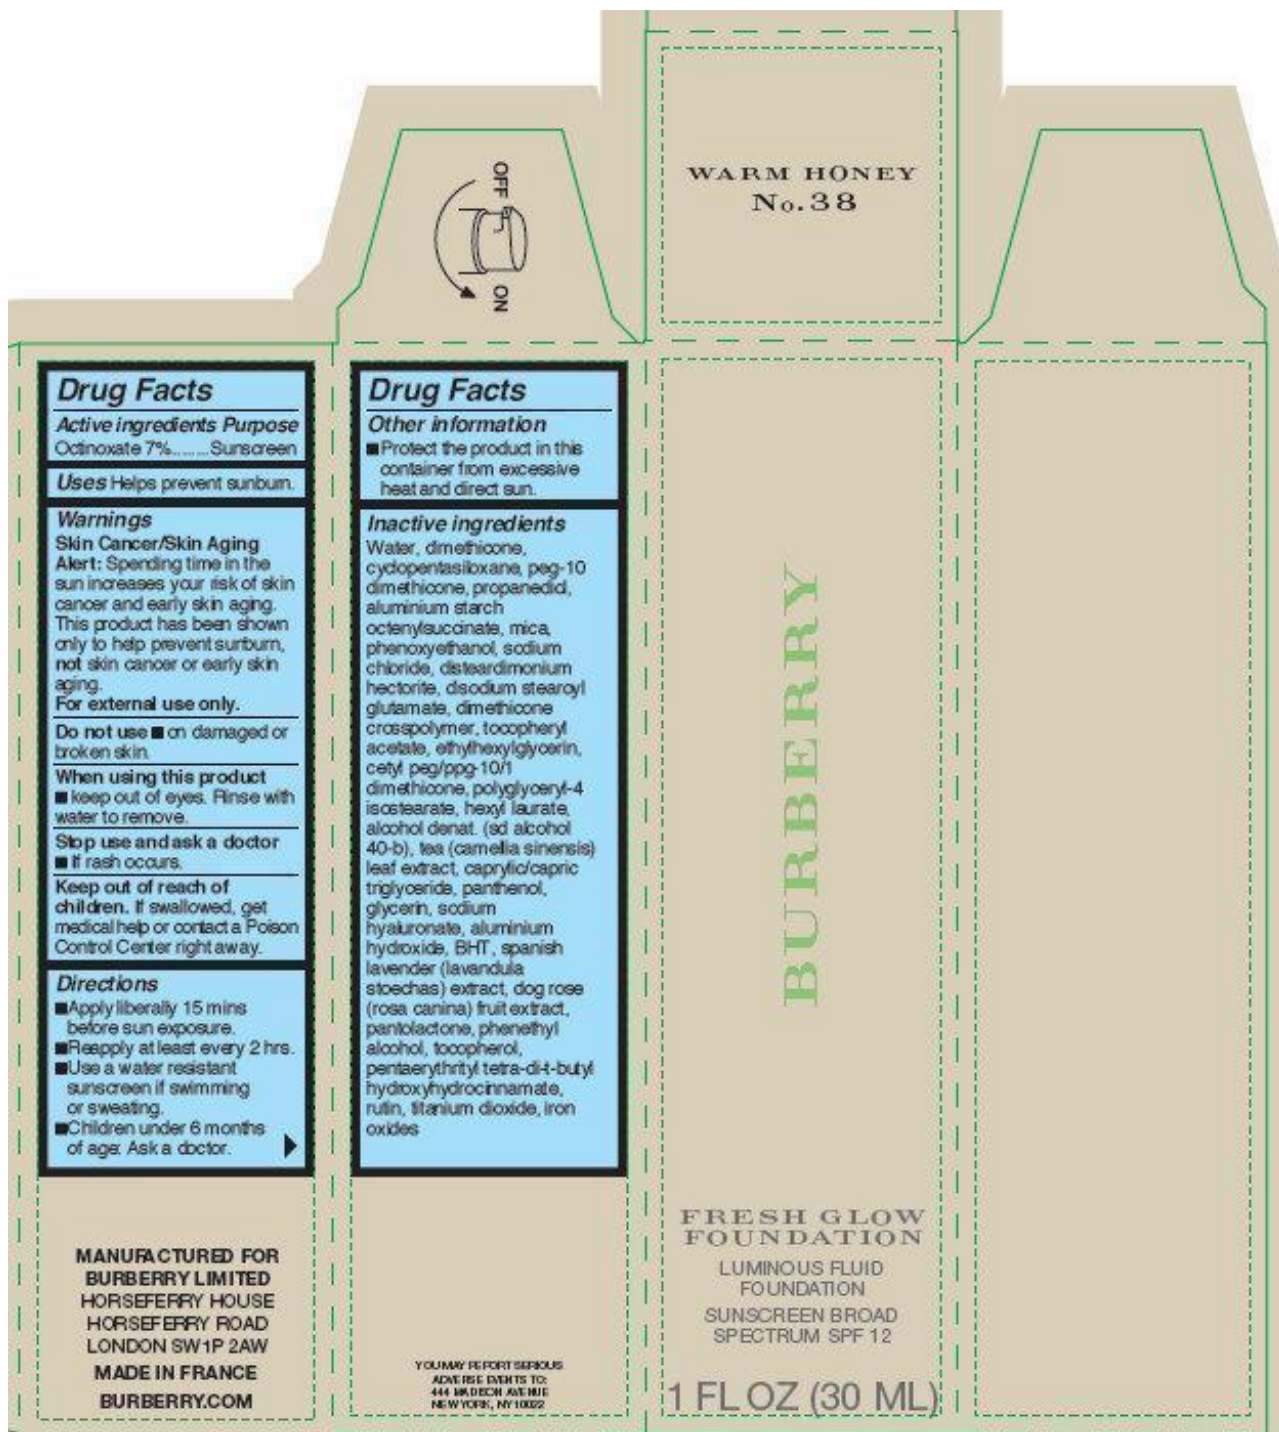 OFF
ON
WARM HONEY
No.38
Drug Facts
Active ingredients Purpose
Octinoxate 7%........Sunscreen
Uses Helps prevent sunburn.
Warnings
Skin Cancer/Skin Aging
Alert: Spending time in the
sun increases your risk of skin
cancer and early skin aging.
This product has been shown
only to help prevent sunburn,
not skin cancer or early skin
aging.
For external use only.
Do not use ■ on damaged or
broken skin.
When using this product
■ keep out of eyes. Rinse with
water to remove.
Stop use and ask a doctor
■ If rash occurs.
Keep out of reach of
children. If swallowed, get
medical help or contact a Poison
Control Center right away.
Directions
■ Apply liberally 15 mins
before sun exposure.
■ Reapply at least every 2 hrs.
■ Use a water resistant
sunscreen if swimming
or sweating.
■ Children under 6 months
of age: Ask a doctor.
MANUFACTURED FOR
BURBERRY LIMITED
HORSEFERRY HOUSE
HORSEFERRY ROAD
LONDON SW1P 2AW
MADE IN FRANCE
BURBERRY.COM
Drug Facts
Other information
■ Protect the product in this
container from excessive
heat and direct sun.
Inactive ingredients
Water, dimethicone,
cyclopentasiloxane, peg-10
dimethicone, propanediol,
aluminium starch
octenylsuccinate, mica,
phenoxyethanol, sodium
chloride, disteardimonium
hectorite, disodium stearoyl
glutamate, dimethicone
crosspolymer, tocopheryl
acetate, ethylhexylglycerin,
cetyl peg/ppg-10/1
dimethicone, polyglyceryl-4
isostearate, hexyl laurate,
alcohol denat. (sd alcohol
40-b), tea (camellia sinensis)
leaf extract, caprylic/capric
triglyceride, panthenol,
glycerin, sodium
hyaluronate, aluminium
hydroxide, BHT, spanish
lavender (lavandula
stoechas) extract, dog rose
(rosa canina) fruit extract,
pantolactone, phenethyl
alcohol, tocopherol,
pentaerythrityl tetra-di-t-butyl
hydroxyhydrocinnamate,
rutin, titanium dioxide, iron
oxides
YOU MAY REPORT SERIOUS
ADVERSE EVENTS TO:
444 MADISON AVENUE
NEW YORK, NY 10022
BURBERRY
FRESH GLOW
FOUNDATION
LUMINOUS FLUID
FOUNDATION
SUNSCREEN BROAD
SPECTRUM SPF 12
1 FL OZ (30 ML)